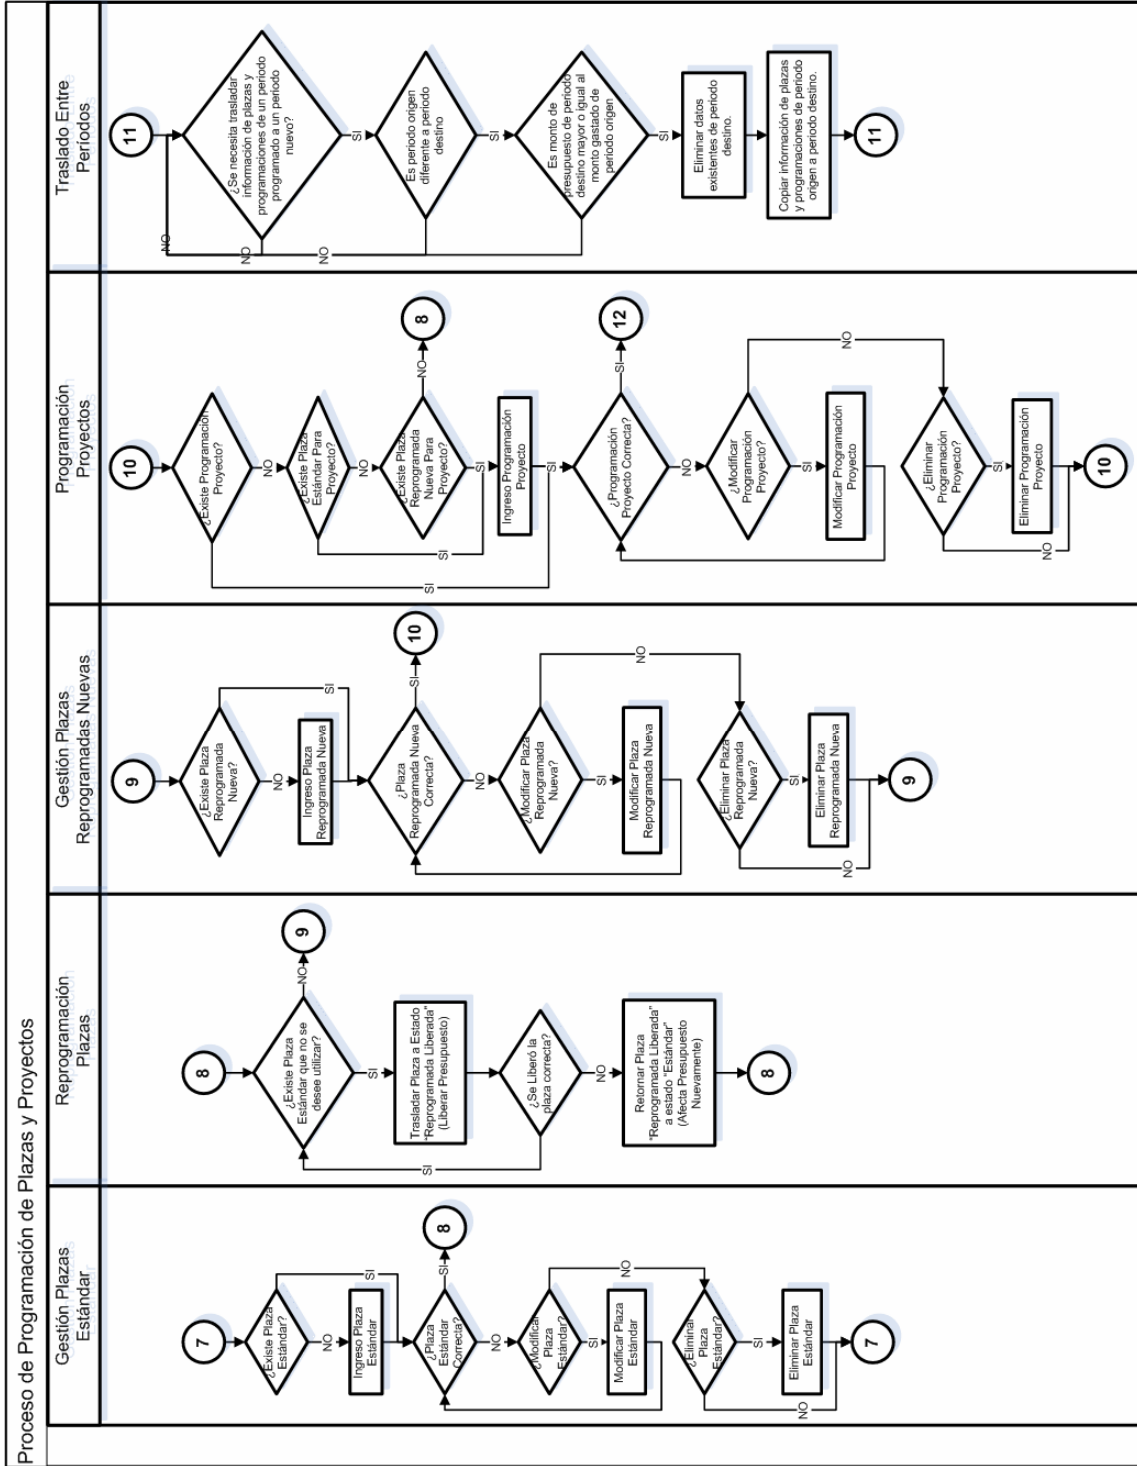 Proceso de Programación de Plazas y Proyectos
Gestión Plazas
Estándar
7
¿Existe Plaza
Estándar?
SI
NO
Ingreso Plaza
Estándar
¿Plaza
Estándar
Correcta?
SI
8
NO
¿Modificar
Plaza
Estándar?
NO
SI
Modificar Plaza
Estándar
¿Eliminar
Plaza
Estándar?
SI
NO
Eliminar Plaza
Estándar
7
Reprogramación
Plazas
8
¿Existe Plaza
Estándar que no se
desee utilizar?
NO
9
SI
Trasladar Plaza a Estado
"Reprogramada Liberada"
(Liberar Presupuesto)
¿Se Liberó la
plaza correcta?
SI
NO
Retornar Plaza
"Reprogramada Liberada"
a estado "Estándar"
(Afecta Presupuesto
Nuevamente)
8
Gestión Plazas
Reprogramadas Nuevas
9
¿Existe Plaza
Reprogramada
Nueva?
SI
NO
Ingreso Plaza
Reprogramada Nueva
¿Plaza
Reprogramada Nueva
Correcta?
SI
10
NO
¿Modificar Plaza
Reprogramada
Nueva?
NO
SI
Modificar Plaza
Reprogramada Nueva
¿Eliminar Plaza
Reprogramada
Nueva?
SI
NO
Eliminar Plaza
Reprogramada Nueva
9
Programación
Proyectos
10
¿Existe Programación
Proyecto?
NO
SI
¿Existe Plaza
Estándar Para
Proyecto?
NO
SI
¿Existe Plaza
Reprogramada
Nueva Para
Proyecto?
NO
8
SI
Ingreso Programación
Proyecto
SI
¿Programación
Proyecto Correcta?
SI
12
NO
¿Modificar
Programación
Proyecto?
NO
SI
Modificar Programación
Proyecto
¿Eliminar
Programación
Proyecto?
SI
NO
Eliminar Programación
Proyecto
10
Traslado Entre
Períodos
11
¿Se necesita trasladar
información de plazas y
programaciones de un periodo
programado a un periodo
nuevo?
NO
NO
SI
Es periodo origen
diferente a periodo
destino
NO
SI
Es monto de
presupuesto de periodo
destino mayor o igual al
monto gastado de
periodo origen
SI
Eliminar datos
existentes de periodo
destino.
Copiar información de plazas
y programaciones de periodo
origen a periodo destino.
11